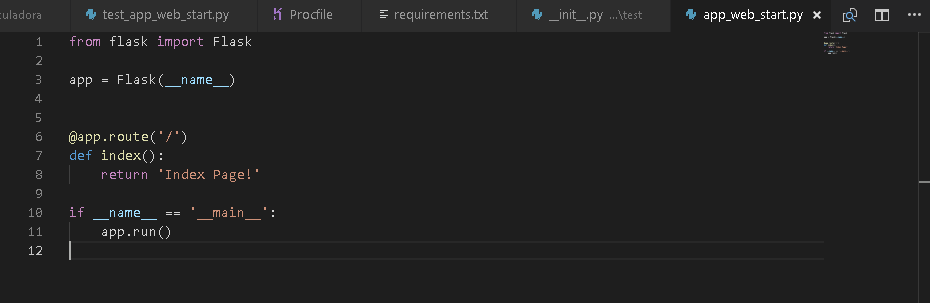 culadora test_app_web_start.py Procfile requirements.txt __init__.py ...\test app_web_start.py
1 from flask import Flask
2
3 app = Flask(__name__)
4
5
6 @app.route('/')
7 def index():
8 return 'Index Page!'
9
10 if __name__ == '__main__':
11 app.run()
12